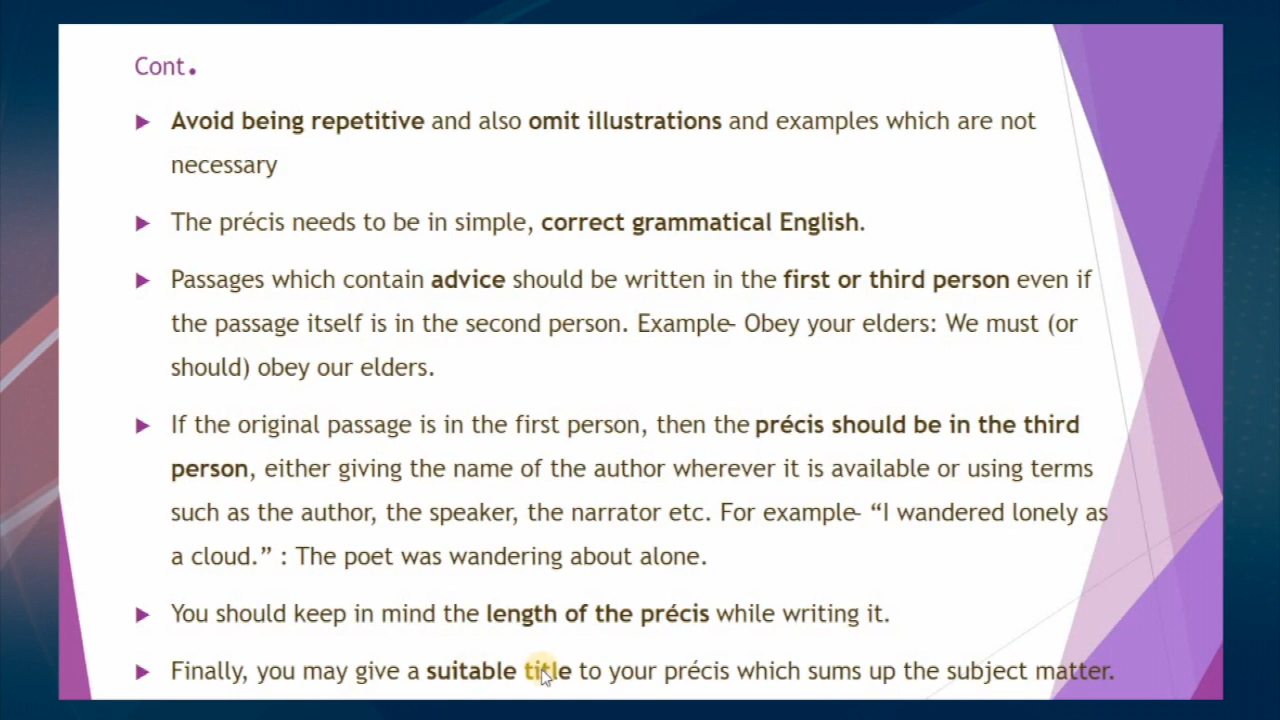 Cont.
Avoid being repetitive and also omit illustrations and examples which are not
necessary
The précis needs to be in simple, correct grammatical English.
Passages which contain advice should be written in the first or third person even if
the passage itself is in the second person. Example- Obey your elders: We must (or
should) obey our elders.
If the original passage is in the first person, then the précis should be in the third
person, either giving the name of the author wherever it is available or using terms
such as the author, the speaker, the narrator etc. For example- “I wandered lonely as
a cloud.” : The poet was wandering about alone.
You should keep in mind the length of the précis while writing it.
Finally, you may give a suitable title to your précis which sums up the subject matter.